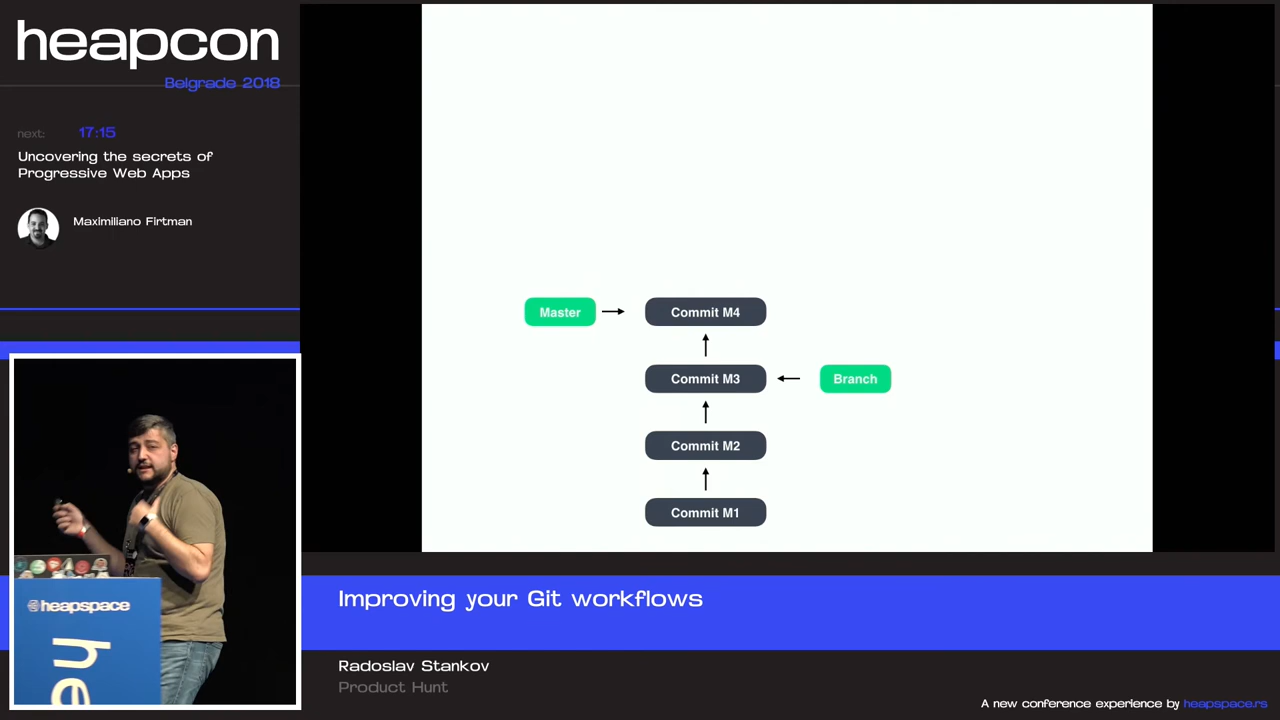 heapcon
Belgrade 2018
next: 17:15
Uncovering the secrets of
Progressive Web Apps
Maximiliano Firtman
Master
Commit M4
Commit M3
Branch
Commit M2
Commit M1
heapspace
he
Improving your Git workflows
Radoslav Stankov
Product Hunt
A new conference experience by heapspace.rs